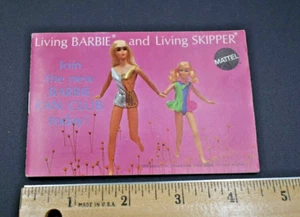 Living BARBIE® and Living SKIPPER®
MATTEL
Join
the new
BARBIE
FAN CLUB
MADE IN U.S.A.
1
2
3
4
5